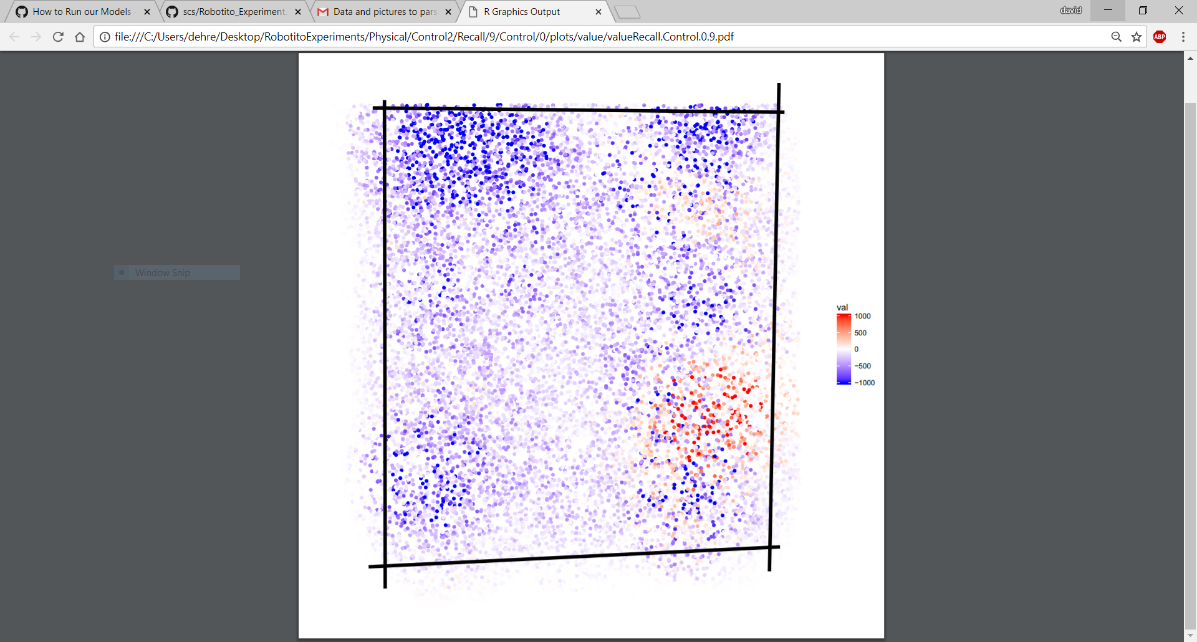 How to Run our Models
scs/Robotito_Experiment
Data and pictures to pars
R Graphics Output
david
file:///C:/Users/dehre/Desktop/RobotitoExperiments/Physical/Control2/Recall/9/Control/0/plots/value/valueRecall.Control.0.9.pdf
ABP
Window Snip
val
1000
500
0
−500
−1000